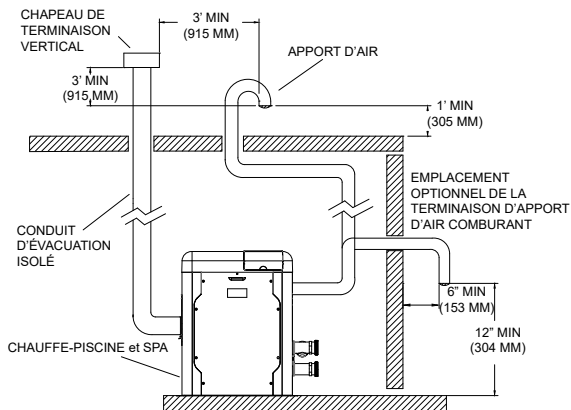 CHAPEAU DE
TERMINAISON
VERTICAL
3' MIN
(915 MM)
APPORT D'AIR
3' MIN
(915 MM)
1' MIN
(305 MM)
EMPLACEMENT
OPTIONNEL DE LA
TERMINAISON D'APPORT
D'AIR COMBURANT
CONDUIT
D'ÉVACUATION
ISOLÉ
6" MIN
(153 MM)
12" MIN
(304 MM)
CHAUFFE-PISCINE et SPA